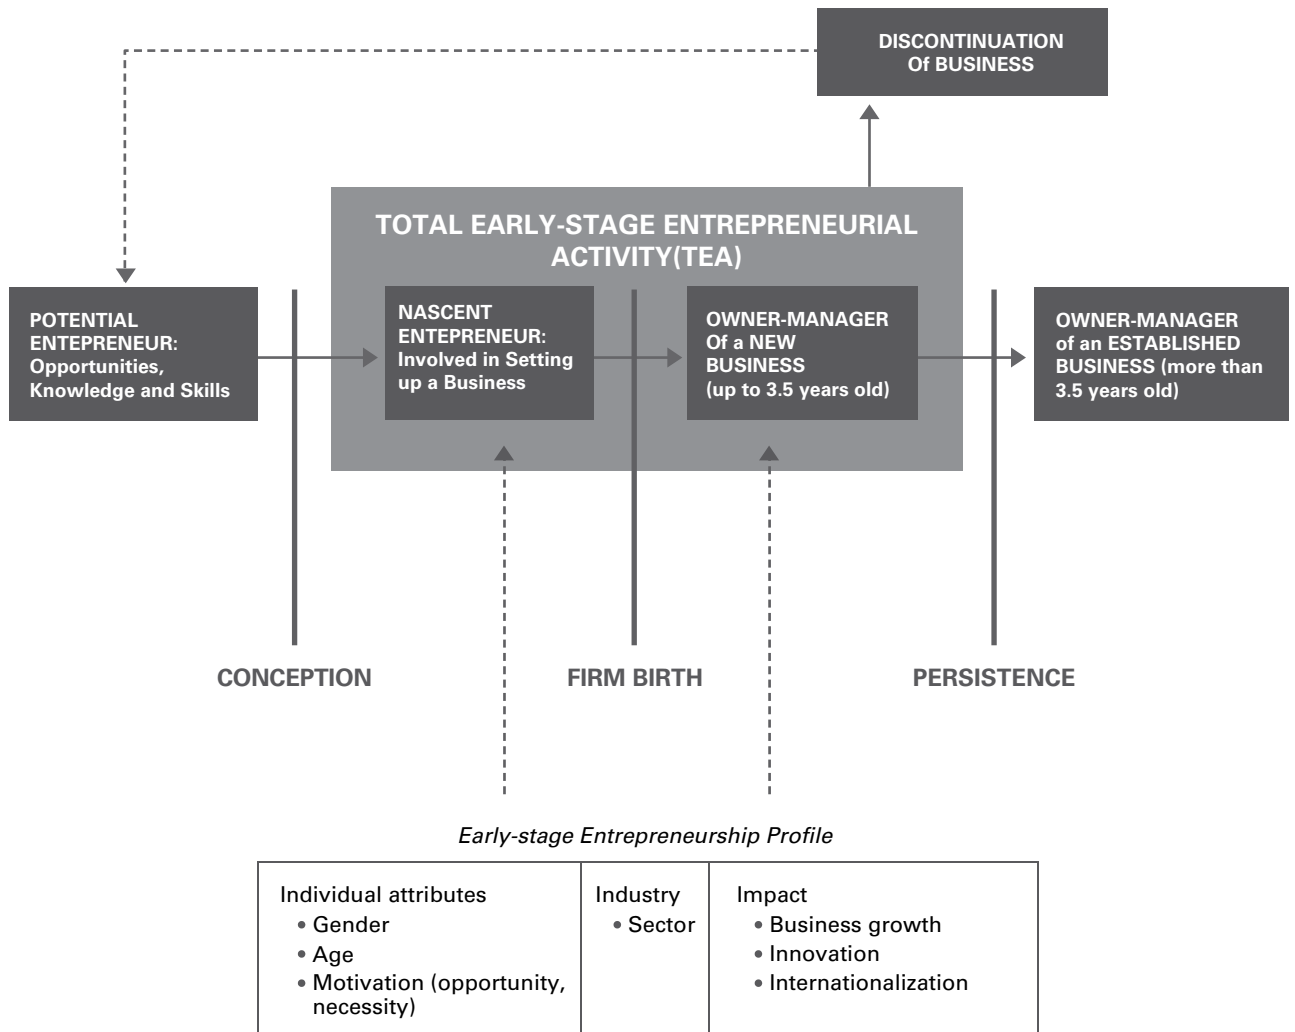 DISCONTINUATION
Of BUSINESS
TOTAL EARLY-STAGE ENTREPRENEURIAL
ACTIVITY(TEA)
POTENTIAL
ENTEPRENEUR:
Opportunities,
Knowledge and Skills
NASCENT
ENTEPRENEUR:
Involved in Setting
up a Business
OWNER-MANAGER
Of a NEW
BUSINESS
(up to 3.5 years old)
OWNER-MANAGER
of an ESTABLISHED
BUSINESS (more than
3.5 years old)
CONCEPTION
FIRM BIRTH
PERSISTENCE
Early-stage Entrepreneurship Profile
Individual attributes
• Gender
• Age
• Motivation (opportunity,
necessity)
Industry
• Sector
Impact
• Business growth
• Innovation
• Internationalization